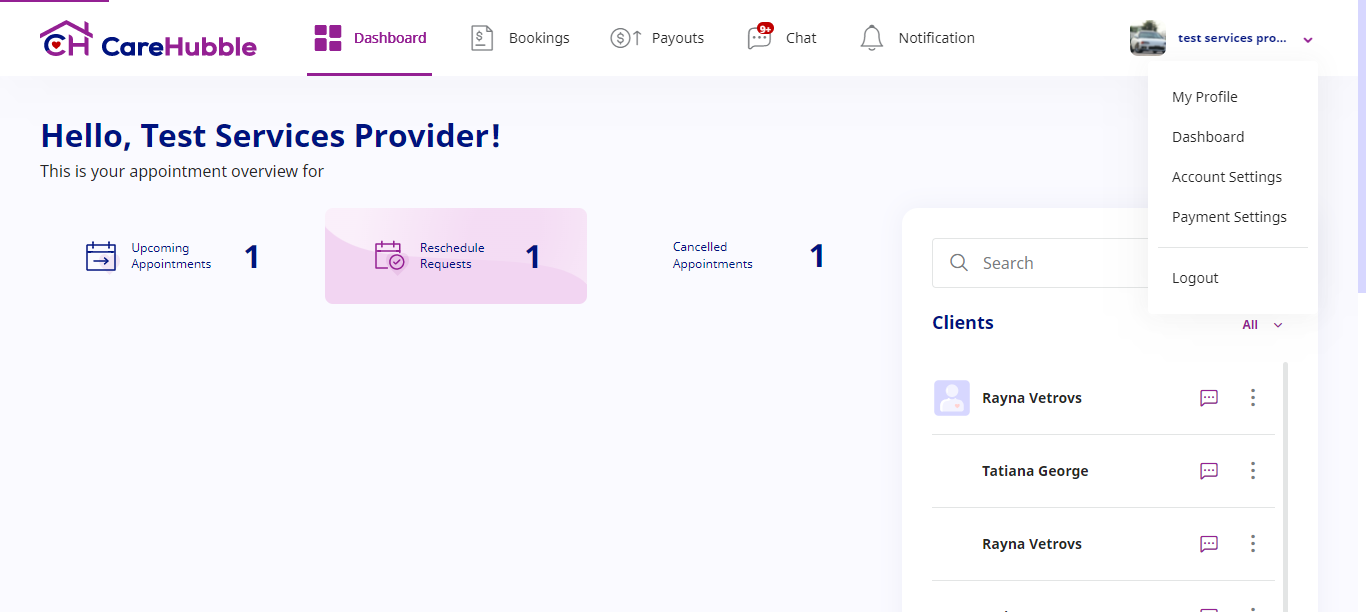 CH CareHubble
Dashboard
Bookings
Payouts
9+
Chat
Notification
test services pro...
My Profile
Dashboard
Account Settings
Payment Settings
Logout
Hello, Test Services Provider!
This is your appointment overview for
Upcoming
Appointments
1
Reschedule
Requests
1
Cancelled
Appointments
1
Search
Clients
All
Rayna Vetrovs
Tatiana George
Rayna Vetrovs